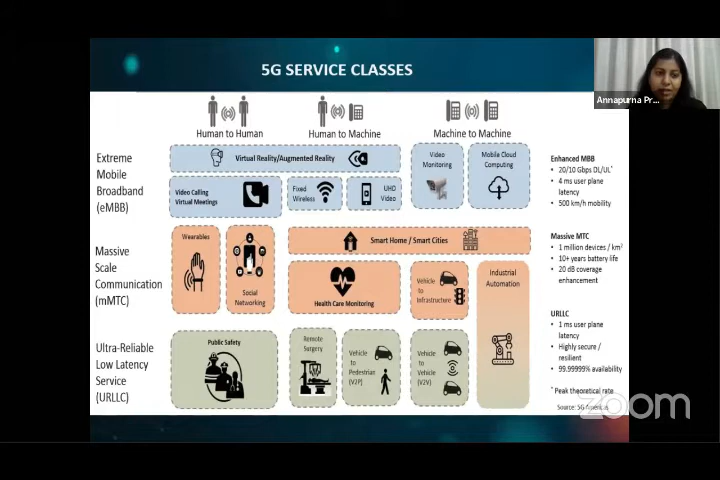 5G SERVICE CLASSES
Annapurna Pr...
Human to Human
Human to Machine
Machine to Machine
Extreme
Mobile
Broadband
(eMBB)
Virtual Reality/Augmented Reality
Video
Monitoring
Mobile Cloud
Computing
Video Calling
Virtual Meetings
Fixed
Wireless
UHD
Video
Enhanced MBB
• 20/10 Gbps DL/UL*
• 4 ms user plane
latency
• 500 km/h mobility
Massive
Scale
Communication
(mMTC)
Wearables
Social
Networking
Smart Home / Smart Cities
Health Care Monitoring
Vehicle
to
Infrastructure
Industrial
Automation
Massive MTC
• 1 million devices / km²
• 10+ years battery life
• 20 dB coverage
enhancement
Ultra-Reliable
Low Latency
Service
(URLLC)
Public Safety
Remote
Surgery
Vehicle
to
Pedestrian
(V2P)
Vehicle
to
Vehicle
(V2V)
URLLC
• 1 ms user plane
latency
• Highly secure /
resilient
• 99.99999% availability
* Peak theoretical rate
Source: 5G Americas
zoom